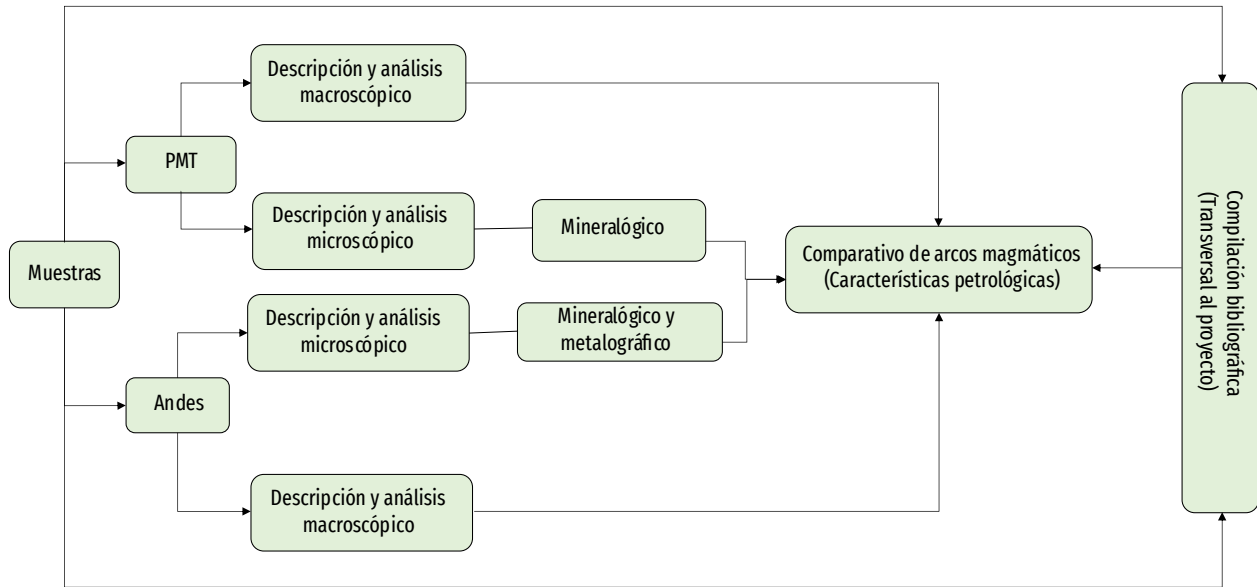 Descripción y análisis
macroscópico
PMT
Descripción y análisis
microscópico
Mineralógico
Muestras
Comparativo de arcos magmáticos
(Características petrológicas)
Compilación bibliográfica
(Transversal al proyecto)
Descripción y análisis
microscópico
Mineralógico y
metalográfico
Andes
Descripción y análisis
macroscópico